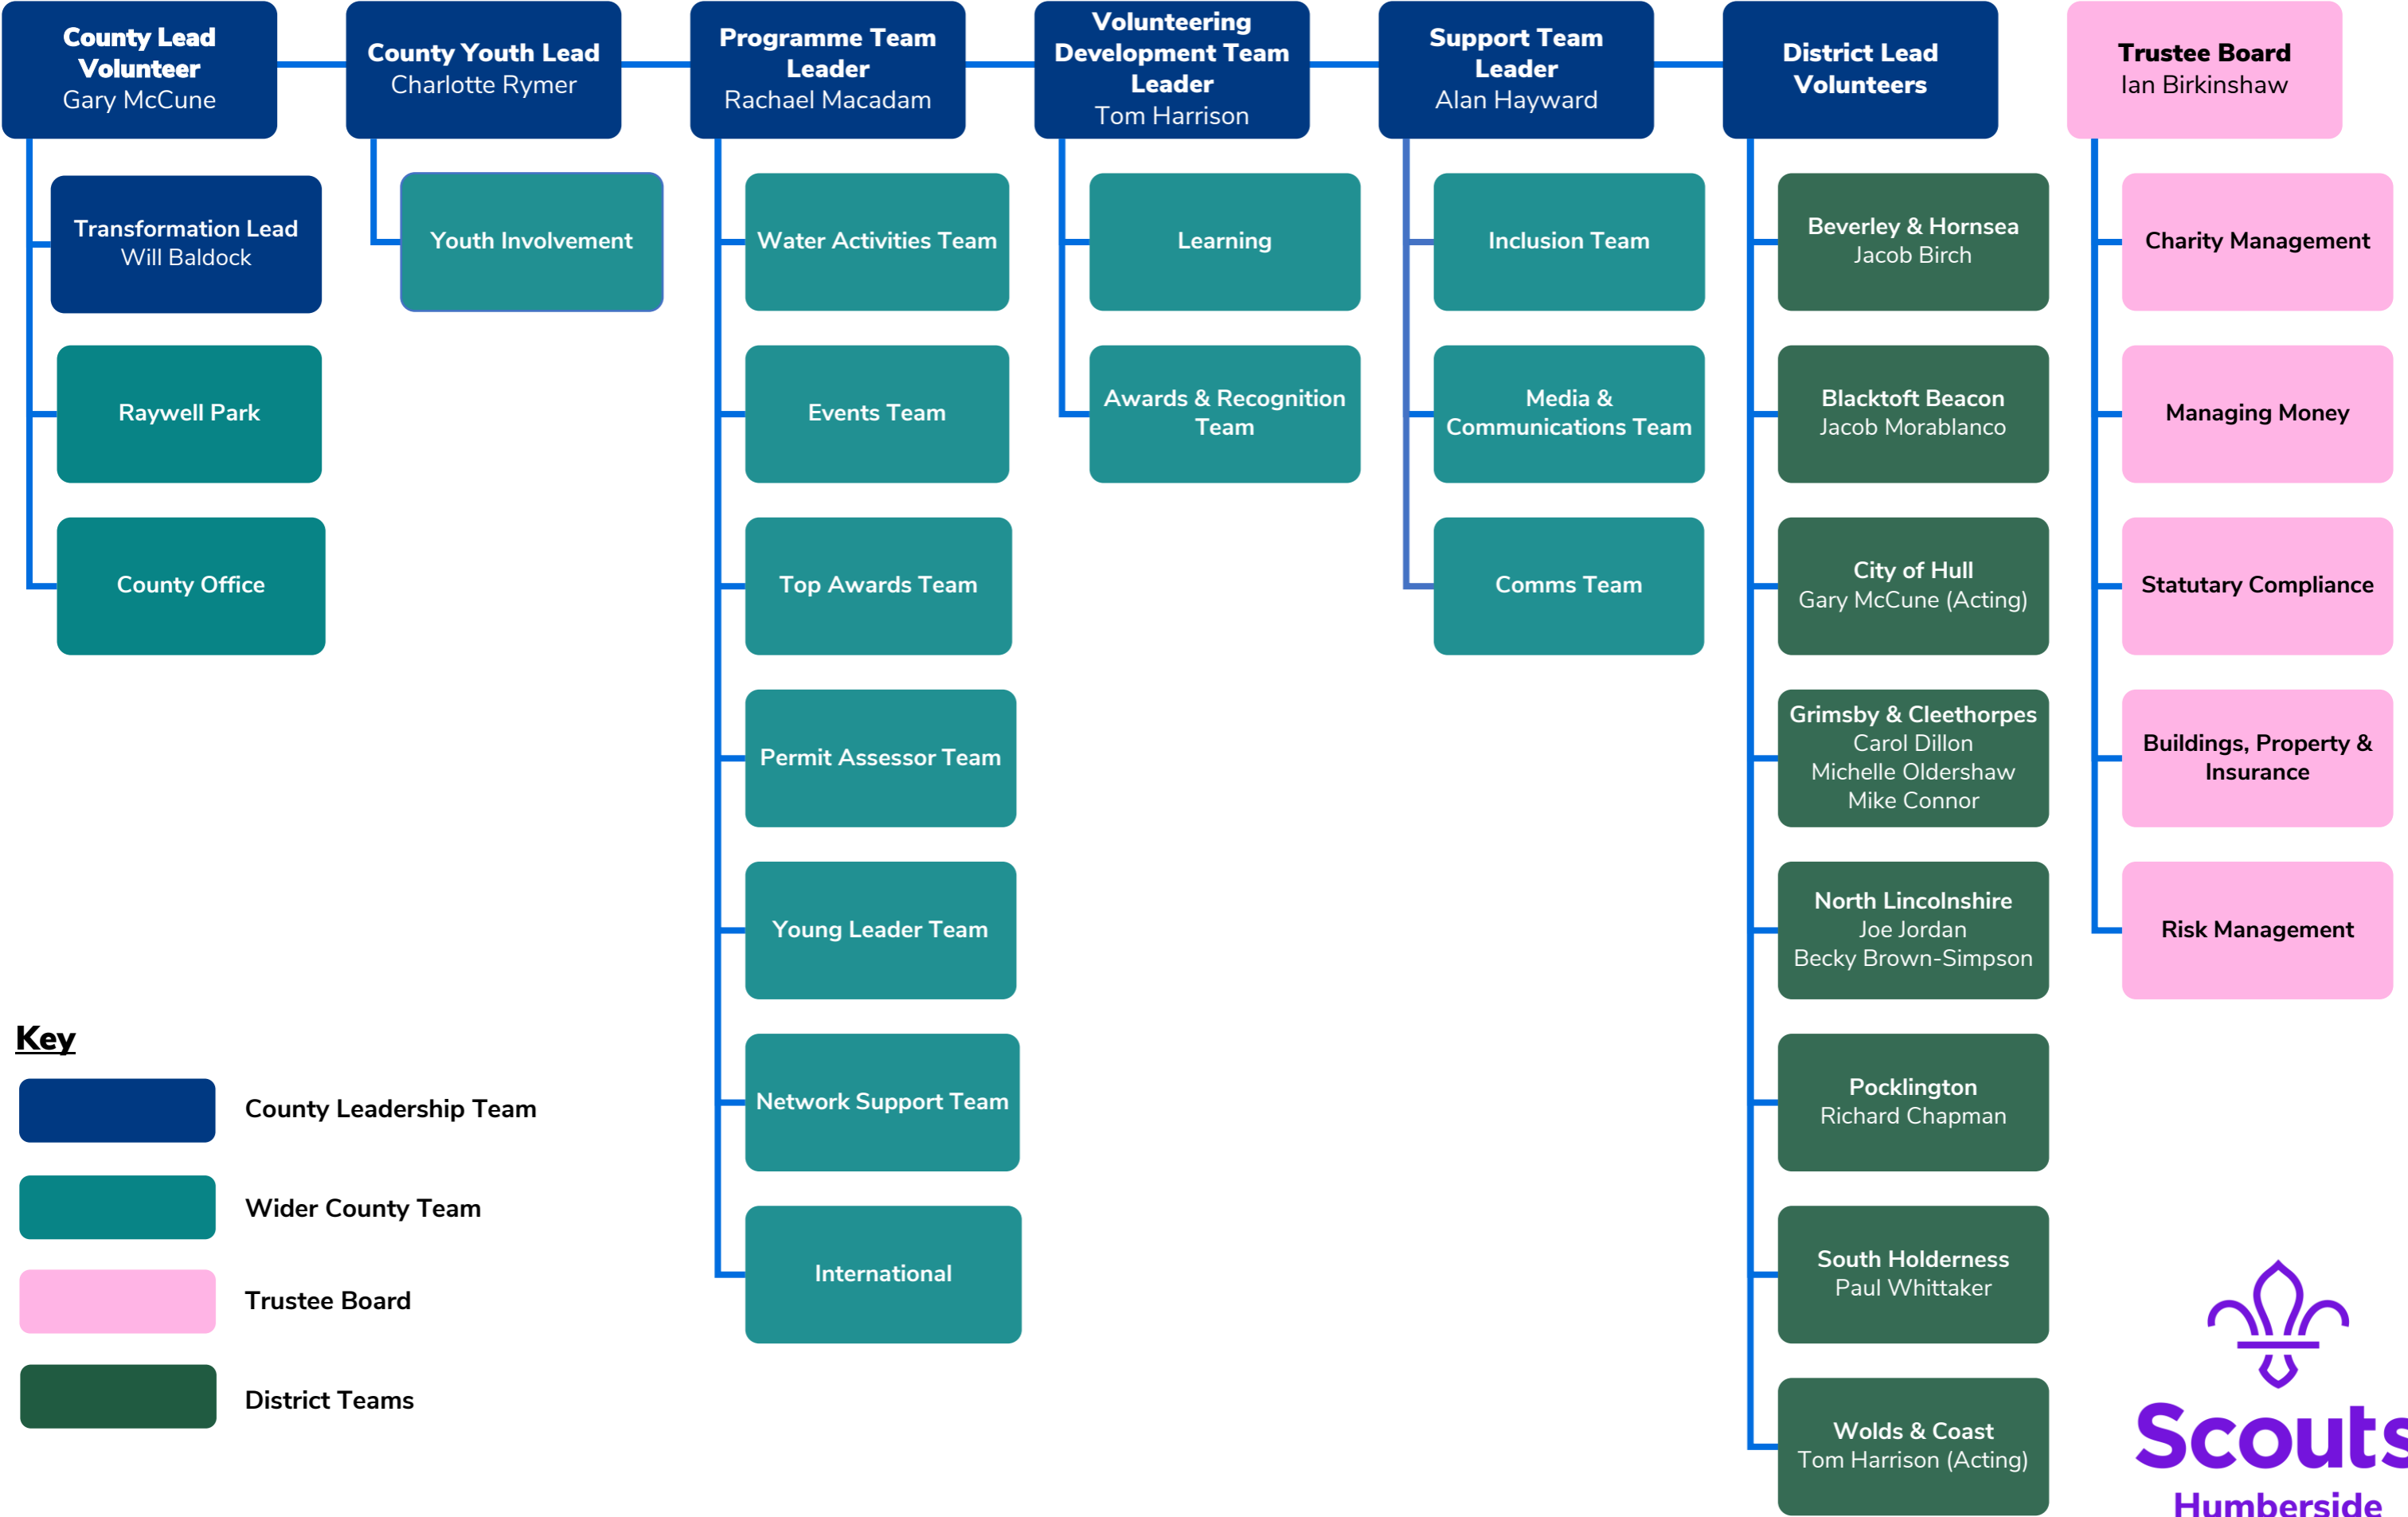 County Lead
Volunteer
Gary McCune
County Youth Lead
Charlotte Rymer
Programme Team
Leader
Rachael Macadam
Volunteering
Development Team
Leader
Tom Harrison
Support Team
Leader
Alan Hayward
District Lead
Volunteers
Trustee Board
Ian Birkinshaw
Transformation Lead
Will Baldock
Raywell Park
County Office
Youth Involvement
Water Activities Team
Events Team
Top Awards Team
Permit Assessor Team
Young Leader Team
Network Support Team
International
Learning
Awards & Recognition
Team
Inclusion Team
Media &
Communications Team
Comms Team
Beverley & Hornsea
Jacob Birch
Blacktoft Beacon
Jacob Morablanco
City of Hull
Gary McCune (Acting)
Grimsby & Cleethorpes
Carol Dillon
Michelle Oldershaw
Mike Connor
North Lincolnshire
Joe Jordan
Becky Brown-Simpson
Pocklington
Richard Chapman
South Holderness
Paul Whittaker
Wolds & Coast
Tom Harrison (Acting)
Charity Management
Managing Money
Statutary Compliance
Buildings, Property &
Insurance
Risk Management
Key
County Leadership Team
Wider County Team
Trustee Board
District Teams
Scouts
Humberside